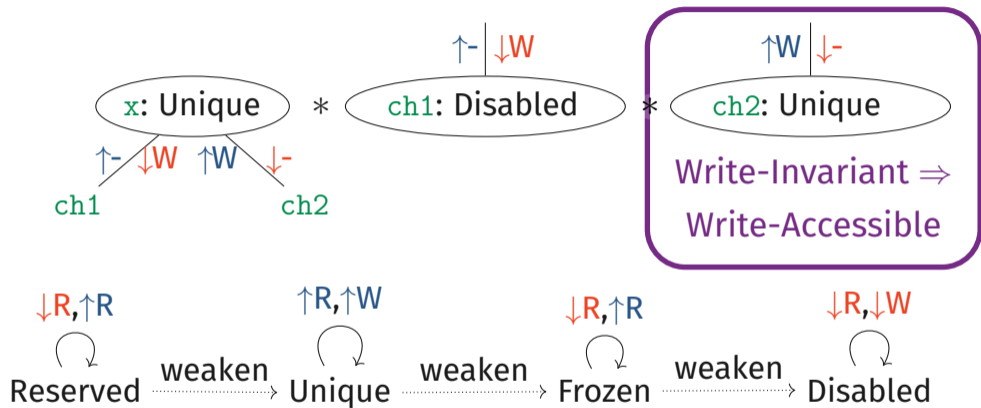 ↑- ↓W ↑W ↓-
x: Unique * ch1: Disabled * ch2: Unique
↑- ↓W ↑W ↓-
ch1 ch2
Write-Invariant ⇒
Write-Accessible
↓R,↑R ↑R,↑W ↓R,↑R ↓R,↓W
Reserved weaken Unique weaken Frozen weaken Disabled